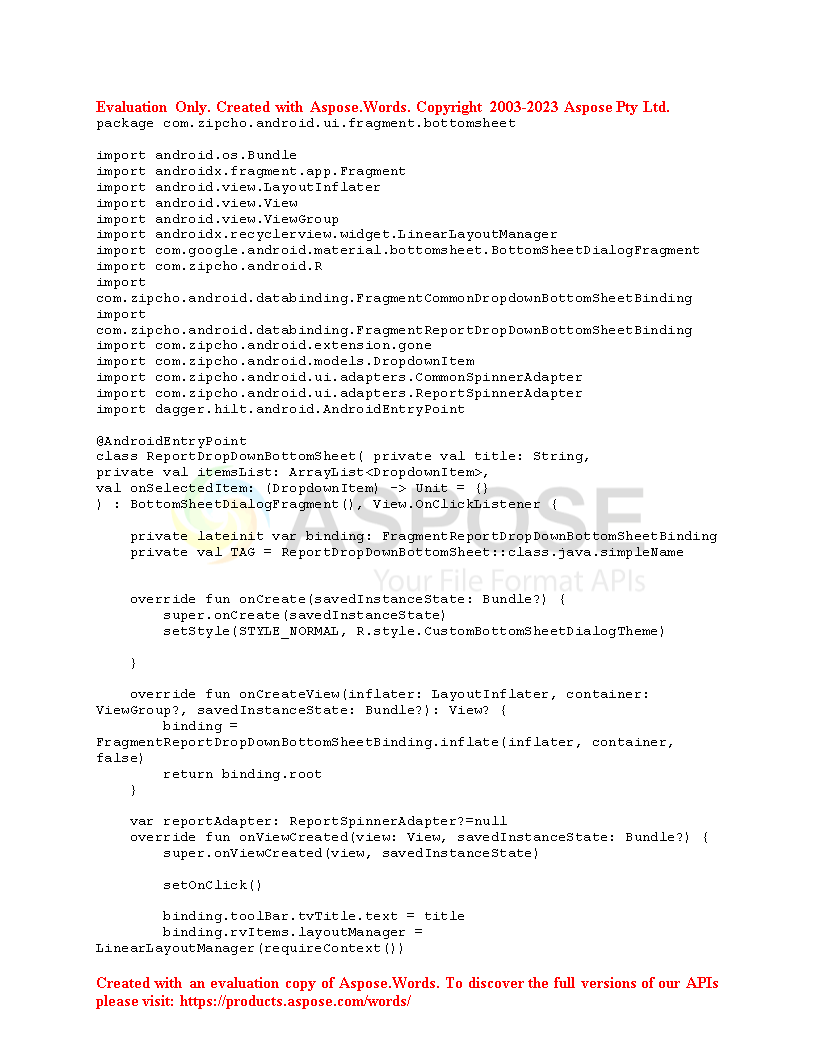 Evaluation Only. Created with Aspose.Words. Copyright 2003-2023 Aspose Pty Ltd.
package com.zipcho.android.ui.fragment.bottomsheet

import android.os.Bundle
import androidx.fragment.app.Fragment
import android.view.LayoutInflater
import android.view.View
import android.view.ViewGroup
import androidx.recyclerview.widget.LinearLayoutManager
import com.google.android.material.bottomsheet.BottomSheetDialogFragment
import com.zipcho.android.R
import
com.zipcho.android.databinding.FragmentCommonDropdownBottomSheetBinding
import
com.zipcho.android.databinding.FragmentReportDropDownBottomSheetBinding
import com.zipcho.android.extension.gone
import com.zipcho.android.models.DropdownItem
import com.zipcho.android.ui.adapters.CommonSpinnerAdapter
import com.zipcho.android.ui.adapters.ReportSpinnerAdapter
import dagger.hilt.android.AndroidEntryPoint

@AndroidEntryPoint
class ReportDropDownBottomSheet( private val title: String,
private val itemsList: ArrayList<DropdownItem>,
val onSelectedItem: (DropdownItem) -> Unit = {}
) : BottomSheetDialogFragment(), View.OnClickListener {
ASPOSE
    private lateinit var binding: FragmentReportDropDownBottomSheetBinding
    private val TAG = ReportDropDownBottomSheet::class.java.simpleName
Your File Format APIs

    override fun onCreate(savedInstanceState: Bundle?) {
        super.onCreate(savedInstanceState)
        setStyle(STYLE_NORMAL, R.style.CustomBottomSheetDialogTheme)

    }

    override fun onCreateView(inflater: LayoutInflater, container:
ViewGroup?, savedInstanceState: Bundle?): View? {
        binding =
FragmentReportDropDownBottomSheetBinding.inflate(inflater, container,
false)
        return binding.root
    }

    var reportAdapter: ReportSpinnerAdapter?=null
    override fun onViewCreated(view: View, savedInstanceState: Bundle?) {
        super.onViewCreated(view, savedInstanceState)

        setOnClick()

        binding.toolBar.tvTitle.text = title
        binding.rvItems.layoutManager =
LinearLayoutManager(requireContext())

Created with an evaluation copy of Aspose.Words. To discover the full versions of our APIs
please visit: https://products.aspose.com/words/